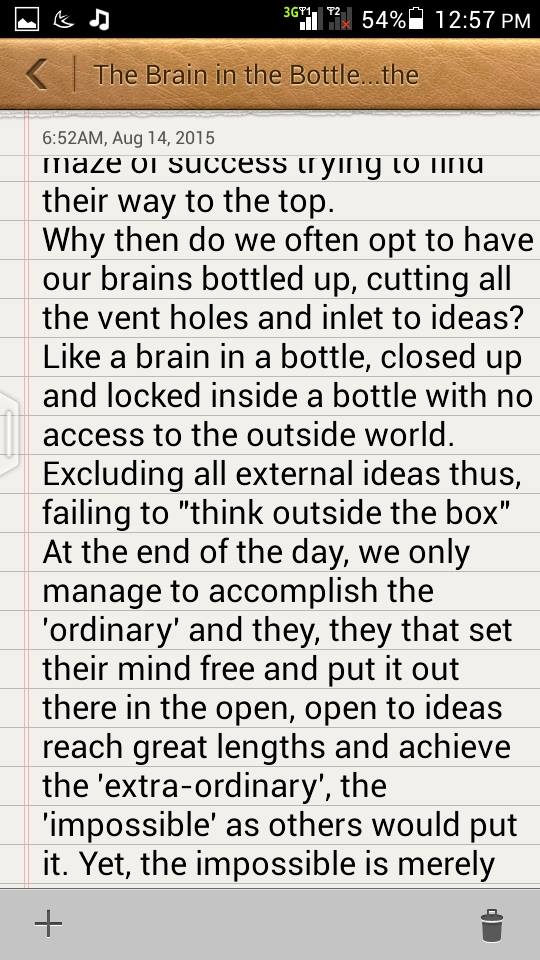 3G T1 T2 54% 12:57 PM
The Brain in the Bottle...the
6:52AM, Aug 14, 2015
maze of success trying to find
their way to the top.
Why then do we often opt to have
our brains bottled up, cutting all
the vent holes and inlet to ideas?
Like a brain in a bottle, closed up
and locked inside a bottle with no
access to the outside world.
Excluding all external ideas thus,
failing to "think outside the box"
At the end of the day, we only
manage to accomplish the
'ordinary' and they, they that set
their mind free and put it out
there in the open, open to ideas
reach great lengths and achieve
the 'extra-ordinary', the
'impossible' as others would put
it. Yet, the impossible is merely